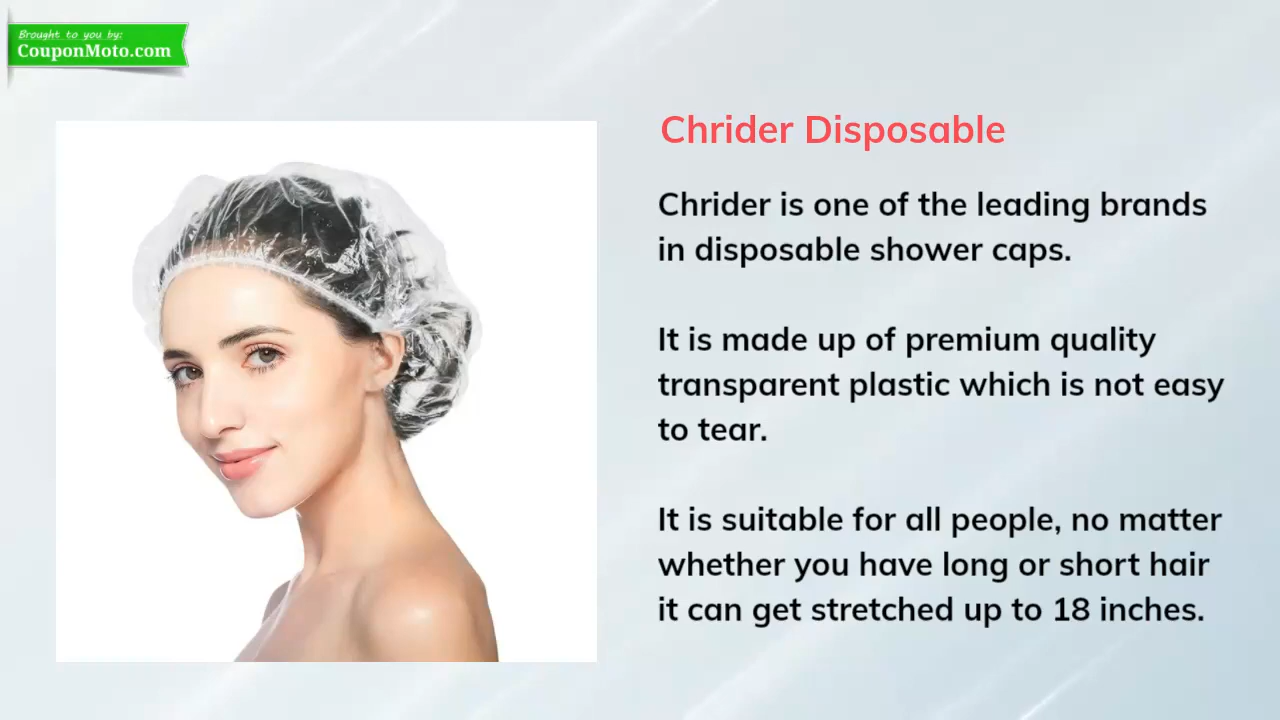 Brought to you by:
CouponMoto.com
Chrider Disposable
Chrider is one of the leading brands
in disposable shower caps.
It is made up of premium quality
transparent plastic which is not easy
to tear.
It is suitable for all people, no matter
whether you have long or short hair
it can get stretched up to 18 inches.